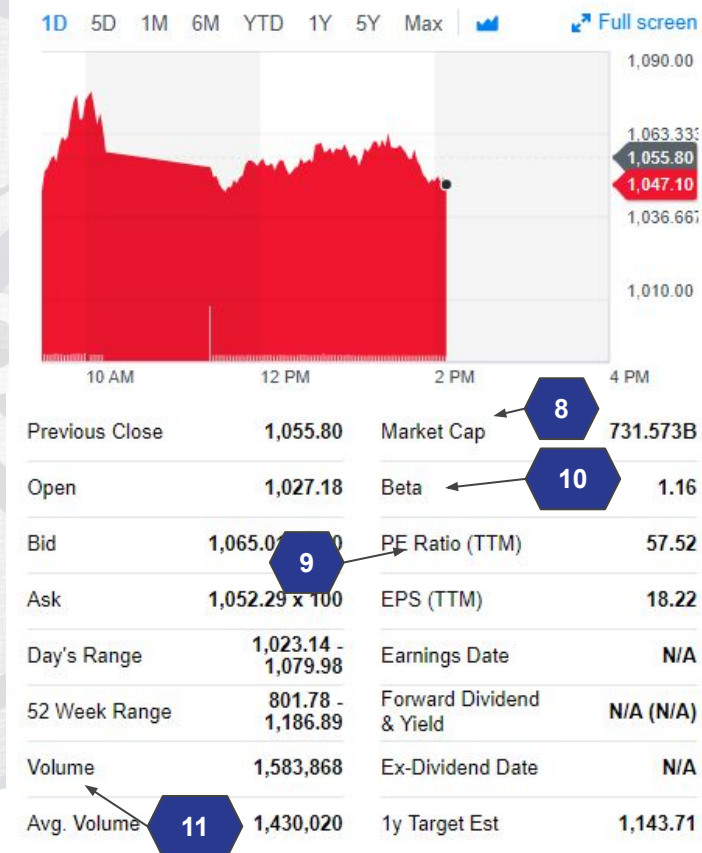 1D 5D 1M 6M YTD 1Y 5Y Max Full screen
1,090.00
1,063.333
1,055.80
1,047.10
1,036.667
1,010.00
10 AM 12 PM 2 PM 4 PM
8
Previous Close 1,055.80 Market Cap 731.573B
10
Open 1,027.18 Beta 1.16
Bid PE Ratio (TTM) 57.52
9
Ask 1,052.29 x 100 EPS (TTM) 18.22
Day's Range 1,023.14 -
1,079.98 Earnings Date N/A
52 Week Range 801.78 -
1,186.89 Forward Dividend
& Yield N/A (N/A)
Volume 1,583,868 Ex-Dividend Date N/A
Avg. Volume 1,430,020 1y Target Est 1,143.71
11